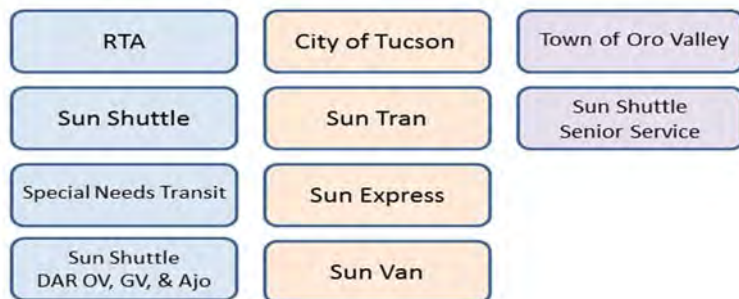 RTA
City of Tucson
Town of Oro Valley
Sun Shuttle
Sun Tran
Sun Shuttle
Senior Service
Special Needs Transit
Sun Express
Sun Shuttle
DAR OV, GV, & Ajo
Sun Van